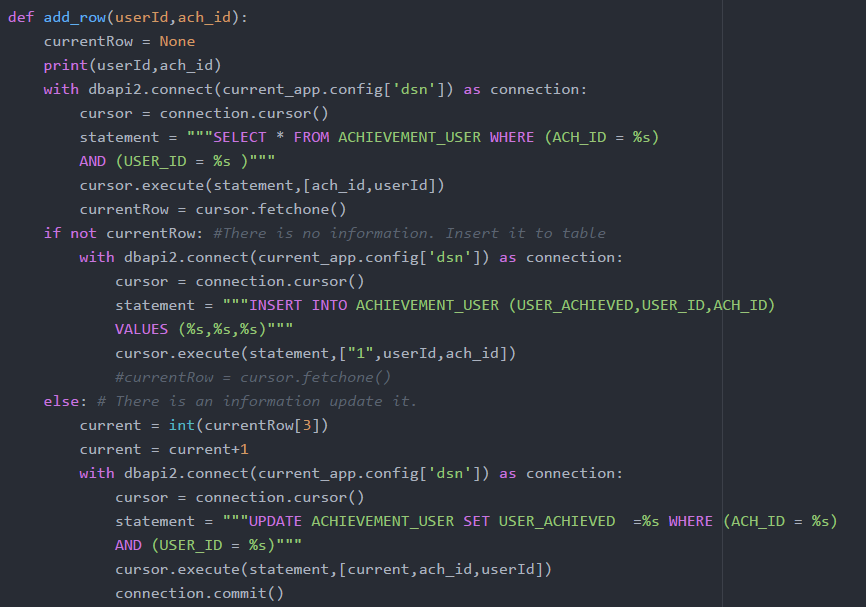 def add_row(userId,ach_id):
    currentRow = None
    print(userId,ach_id)
    with dbapi2.connect(current_app.config['dsn']) as connection:
        cursor = connection.cursor()
        statement = """SELECT * FROM ACHIEVEMENT_USER WHERE (ACH_ID = %s)
        AND (USER_ID = %s )"""
        cursor.execute(statement,[ach_id,userId])
        currentRow = cursor.fetchone()
    if not currentRow: #There is no information. Insert it to table
        with dbapi2.connect(current_app.config['dsn']) as connection:
            cursor = connection.cursor()
            statement = """INSERT INTO ACHIEVEMENT_USER (USER_ACHIEVED,USER_ID,ACH_ID)
            VALUES (%s,%s,%s)"""
            cursor.execute(statement,["1",userId,ach_id])
            #currentRow = cursor.fetchone()
    else: # There is an information update it.
        current = int(currentRow[3])
        current = current+1
        with dbapi2.connect(current_app.config['dsn']) as connection:
            cursor = connection.cursor()
            statement = """UPDATE ACHIEVEMENT_USER SET USER_ACHIEVED  =%s WHERE (ACH_ID = %s)
            AND (USER_ID = %s)"""
            cursor.execute(statement,[current,ach_id,userId])
            connection.commit()